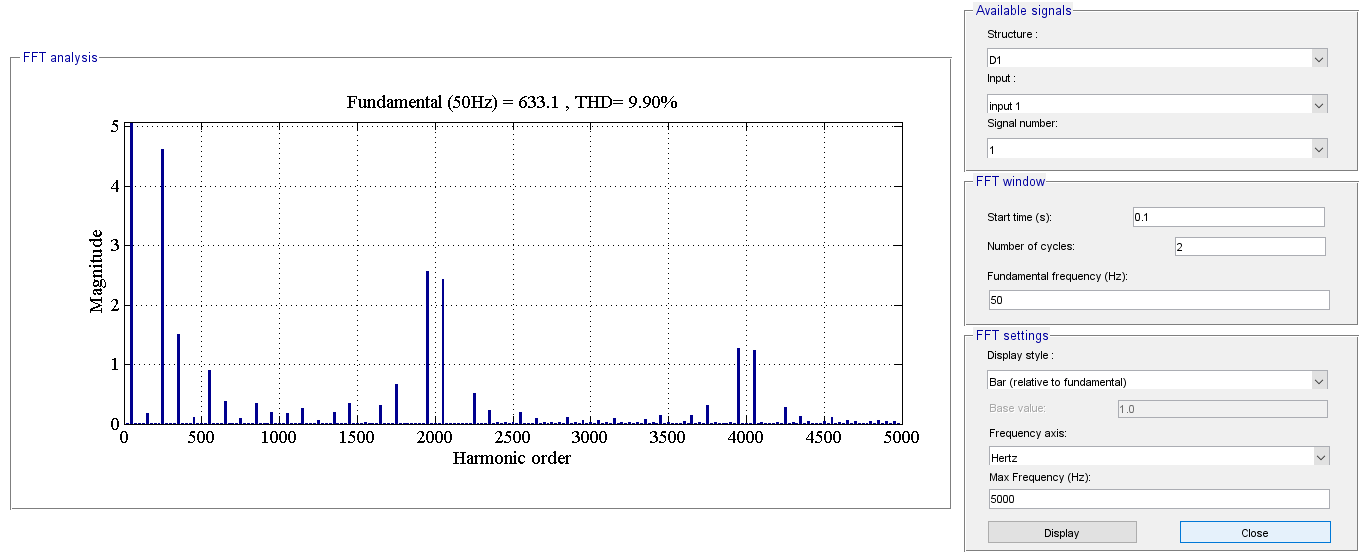 FFT analysis
Fundamental (50Hz) = 633.1 , THD= 9.90%
5
4
3
2
1
0
Magnitude
0 500 1000 1500 2000 2500 3000 3500 4000 4500 5000
Harmonic order
Available signals
Structure :
D1
Input :
input 1
Signal number:
1
FFT window
Start time (s):
0.1
Number of cycles:
2
Fundamental frequency (Hz):
50
FFT settings
Display style :
Bar (relative to fundamental)
Base value:
1.0
Frequency axis:
Hertz
Max Frequency (Hz):
5000
Display
Close